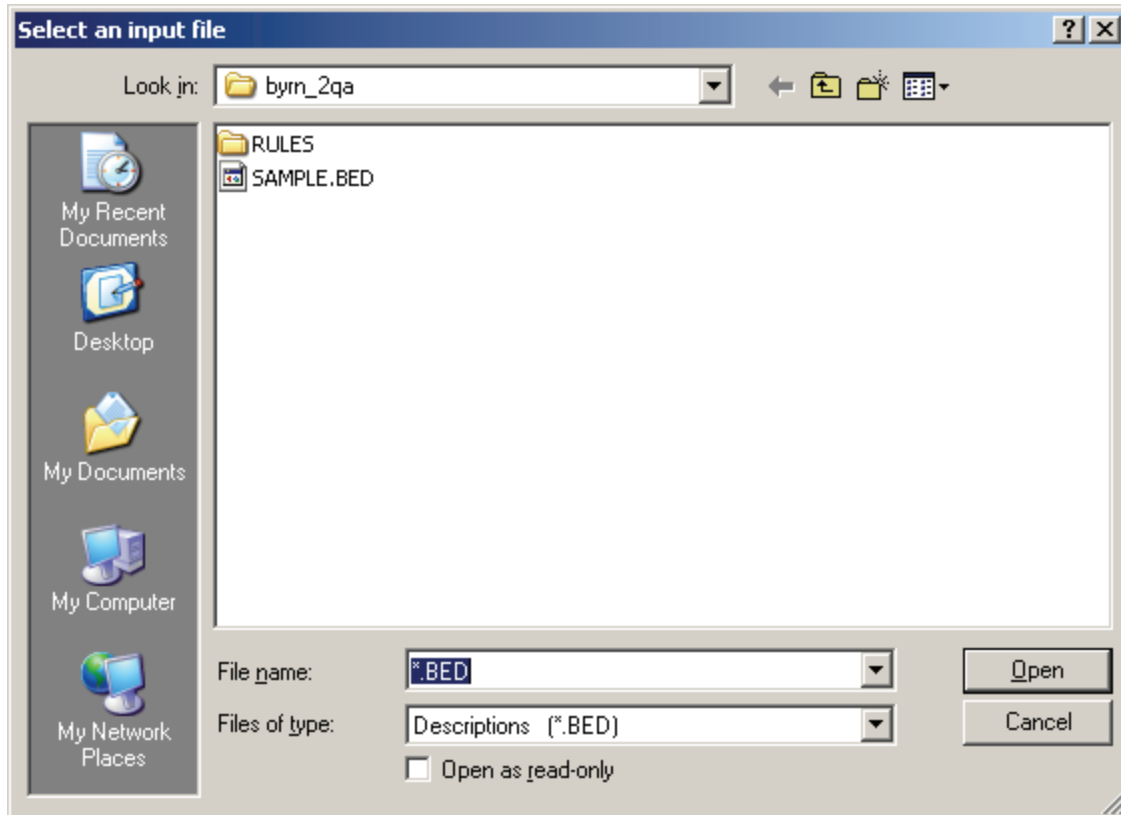 Select an input file
Look in: byrn_2qa
RULES
SAMPLE.BED
My Recent
Documents
Desktop
My Documents
My Computer
My Network
Places
File name: *.BED
Open
Files of type: Descriptions (*.BED)
Cancel
Open as read-only